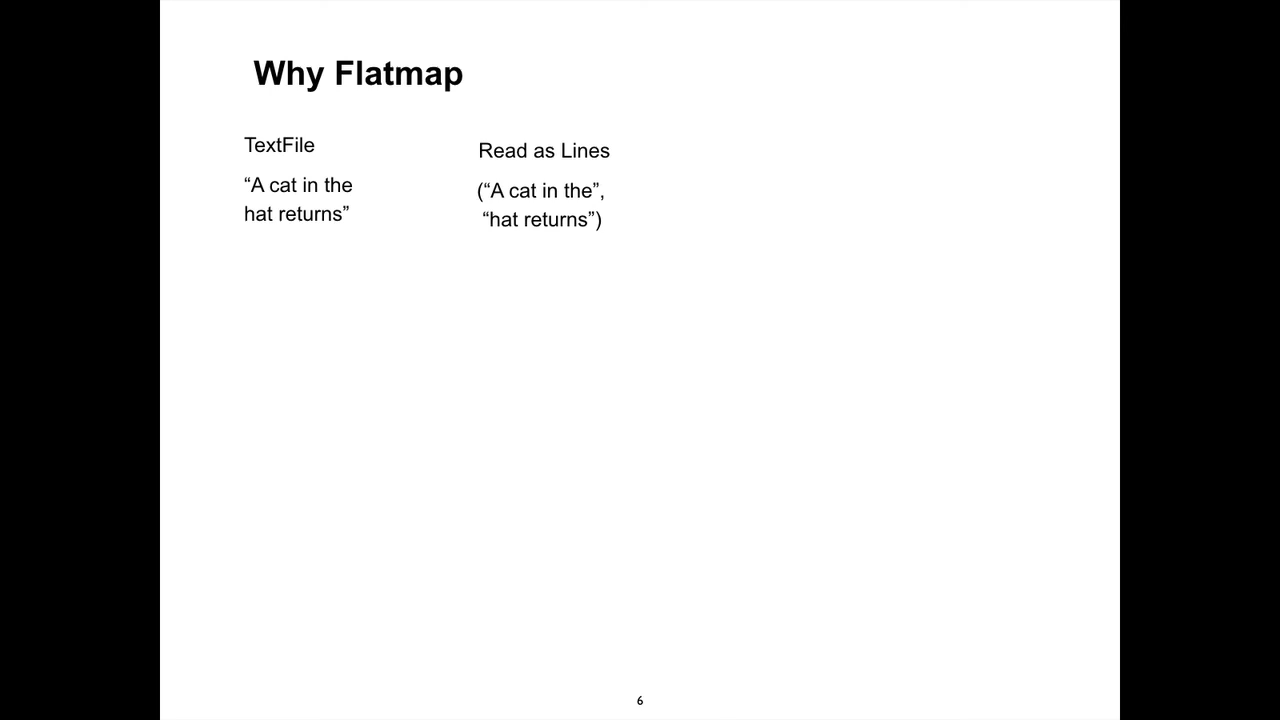 Why Flatmap
TextFile
“A cat in the
hat returns”
Read as Lines
(“A cat in the”,
“hat returns”)
6